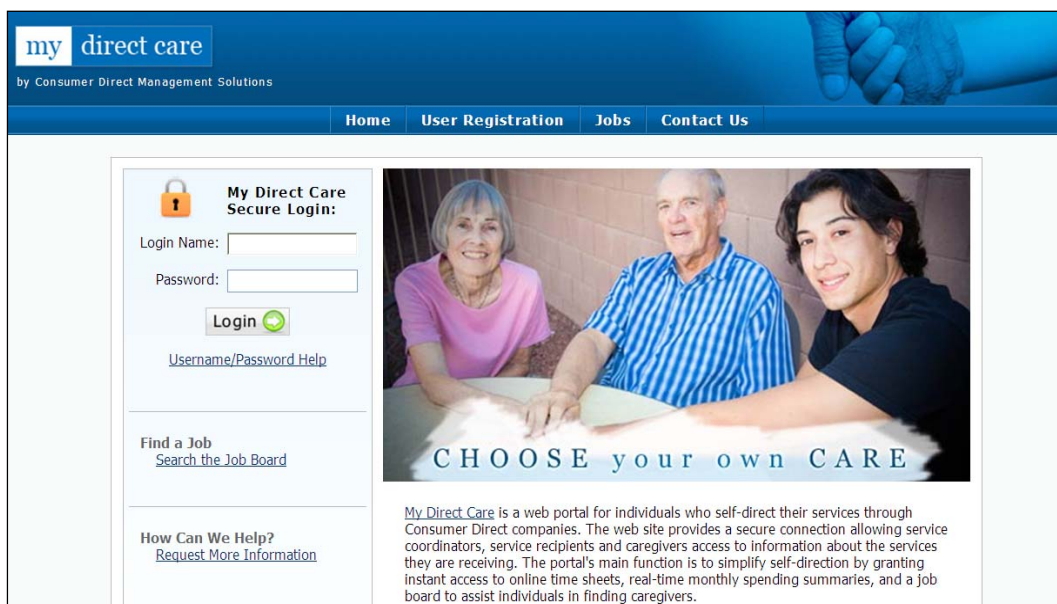 my direct care
by Consumer Direct Management Solutions
Home User Registration Jobs Contact Us
My Direct Care
Secure Login:
Login Name:
Password:
Login
Username/Password Help
Find a Job
Search the Job Board
How Can We Help?
Request More Information
CHOOSE your own CARE
My Direct Care is a web portal for individuals who self-direct their services through
Consumer Direct companies. The web site provides a secure connection allowing service
coordinators, service recipients and caregivers access to information about the services
they are receiving. The portal's main function is to simplify self-direction by granting
instant access to online time sheets, real-time monthly spending summaries, and a job
board to assist individuals in finding caregivers.